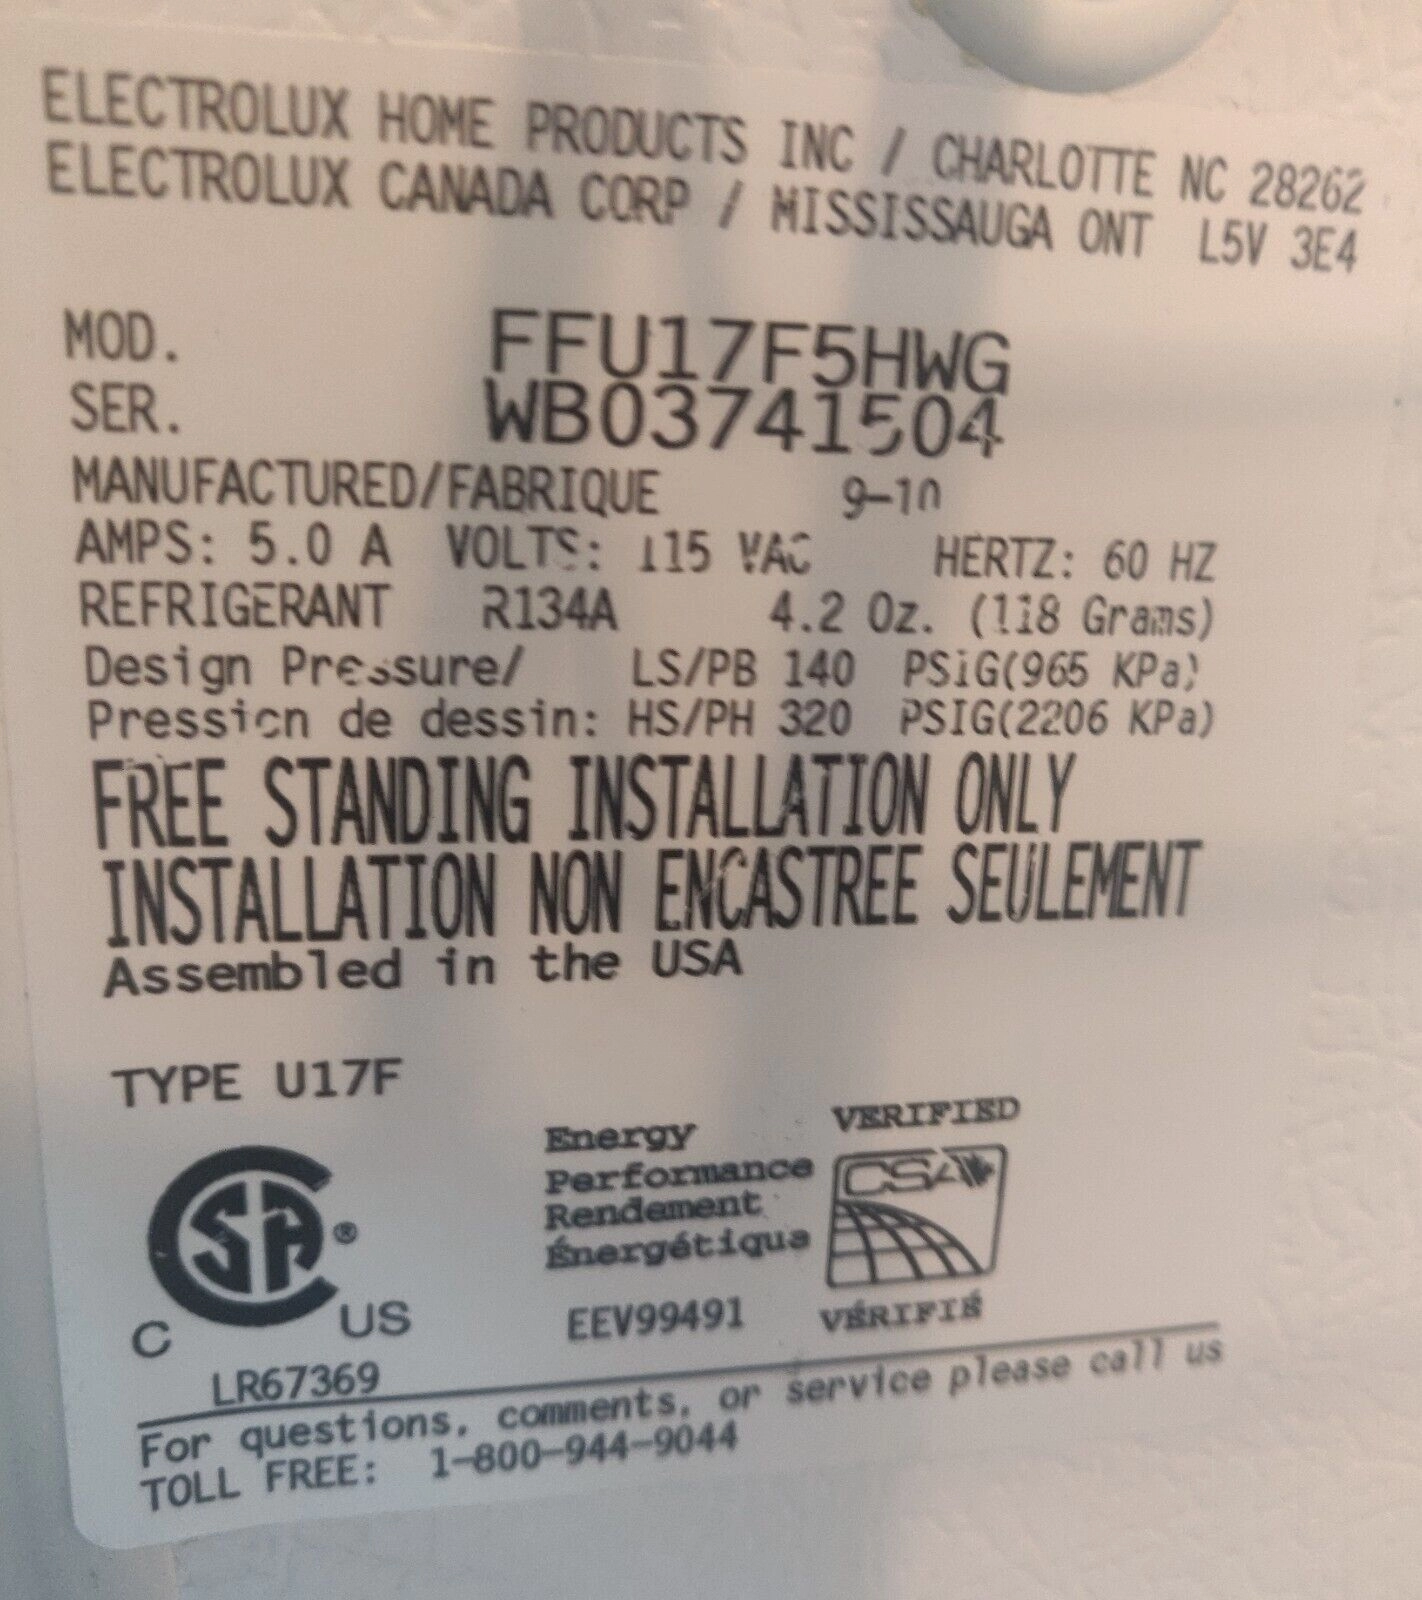 ELECTROLUX HOME PRODUCTS INC / CHARLOTTE NC 28262
ELECTROLUX CANADA CORP / MISSISSAUGA ONT L5V 3E4
MOD. FFU17F5HWG
SER. WB03741504
MANUFACTURED/FABRIQUE 9-10
AMPS: 5.0 A VOLTS: 115 VAC HERTZ: 60 HZ
REFRIGERANT R134A 4.2 Oz. (118 Grams)
Design Pressure/ LS/PB 140 PSIG(965 KPa)
Pression de dessin: HS/PH 320 PSIG(2206 KPa)
FREE STANDING INSTALLATION ONLY
INSTALLATION NON ENCASTREE SEULEMENT
Assembled in the USA
TYPE U17F
C SA ® US
LR67369
Energy
Performance
Rendement
Énergétique
EEV99491
VERIFIED
CSA
VÉRIFIÉ
For questions, comments, or service please call us
TOLL FREE: 1-800-944-9044